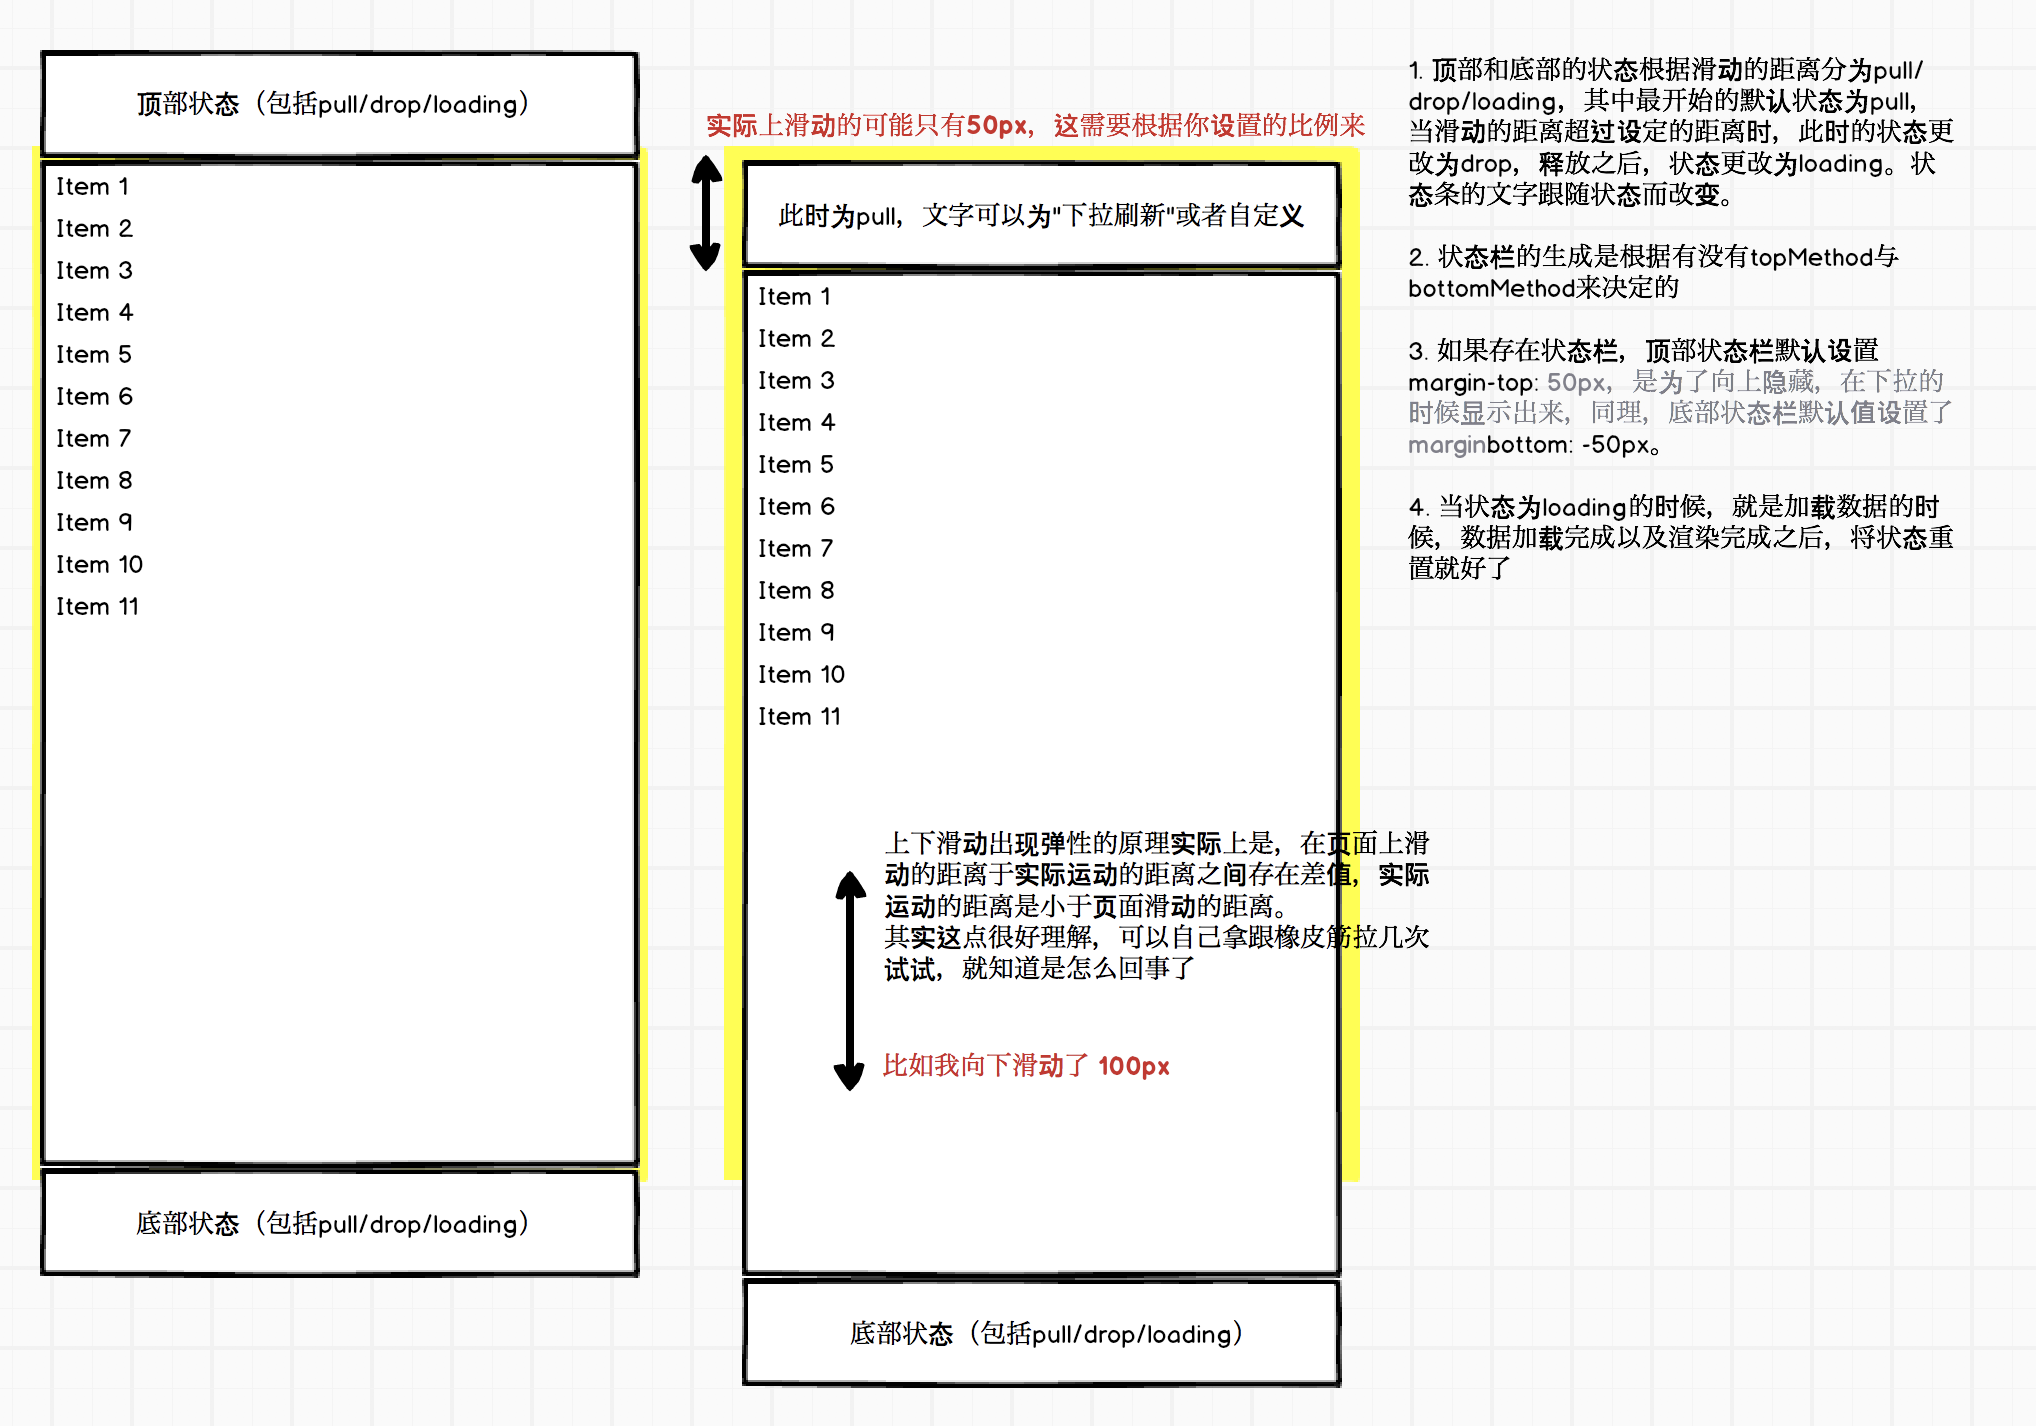 顶部状态（包括pull/drop/loading）
Item 1
Item 2
Item 3
Item 4
Item 5
Item 6
Item 7
Item 8
Item 9
Item 10
Item 11
底部状态（包括pull/drop/loading）
实际上滑动的可能只有50px，这需要根据你设置的比例来
此时为pull，文字可以为"下拉刷新"或者自定义
Item 1
Item 2
Item 3
Item 4
Item 5
Item 6
Item 7
Item 8
Item 9
Item 10
Item 11
上下滑动出现弹性的原理实际上是，在页面上滑
动的距离于实际运动的距离之间存在差值，实际
运动的距离是小于页面滑动的距离。
其实这点很好理解，可以自己拿跟橡皮筋拉几次
试试，就知道是怎么回事了
比如我向下滑动了 100px
底部状态（包括pull/drop/loading）
1. 顶部和底部的状态根据滑动的距离分为pull/
drop/loading，其中最开始的默认状态为pull，
当滑动的距离超过设定的距离时，此时的状态更
改为drop，释放之后，状态更改为loading。状
态条的文字跟随状态而改变。
2. 状态栏的生成是根据有没有topMethod与
bottomMethod来决定的
3. 如果存在状态栏，顶部状态栏默认设置
margin-top: 50px，是为了向上隐藏，在下拉的
时候显示出来，同理，底部状态栏默认值设置了
marginbottom: -50px。
4. 当状态为loading的时候，就是加载数据的时
候，数据加载完成以及渲染完成之后，将状态重
置就好了